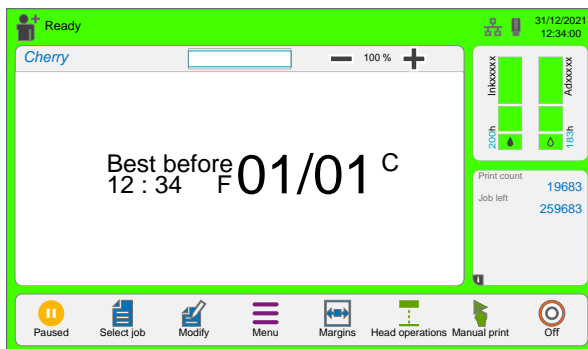 Ready
31/12/2021
12:34:00
Cherry
100 %
Inkxxxxx
Adxxxxx
200h
183h
Best before
12 : 34 F
01/01 C
Print count
19683
Job left
259683
Paused
Select job
Modify
Menu
Margins
Head operations
Manual print
Off